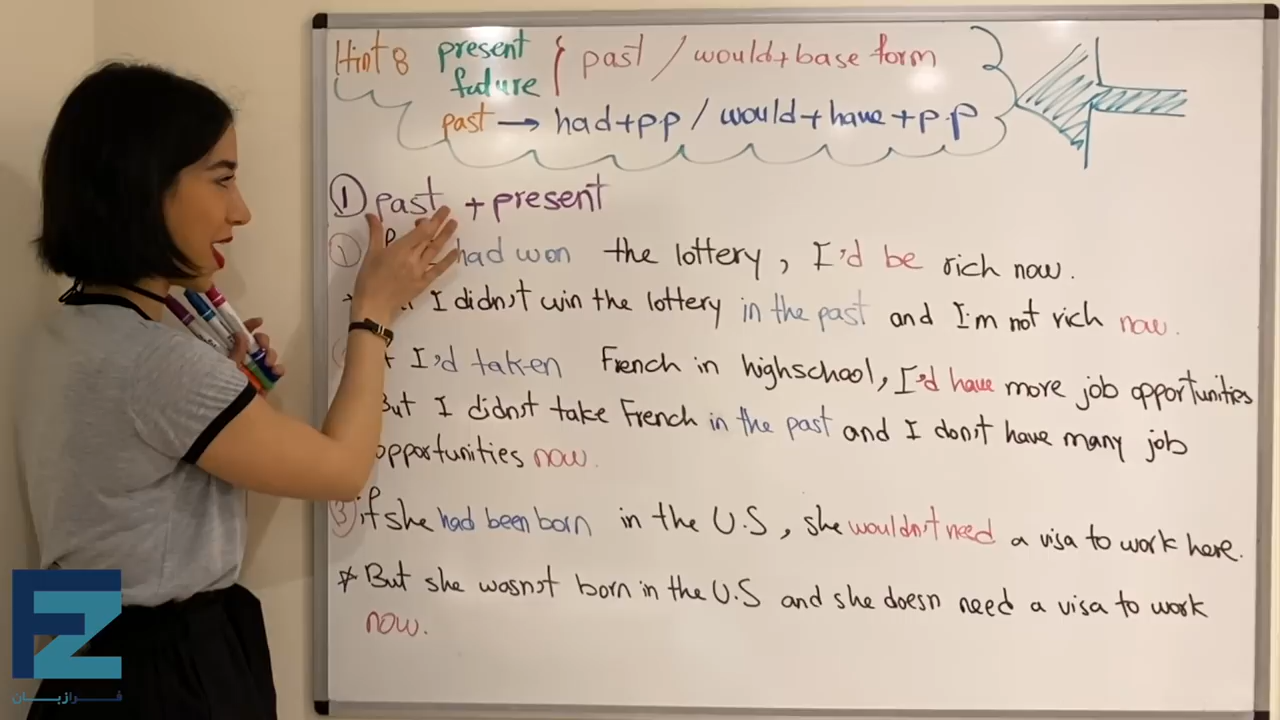 Hint 8 present { past / would+base form
future
past → had+p.p / would+have+p.p
① past + present
① had won the lottery, I'd be rich now.
I didn't win the lottery in the past and I'm not rich now.
I'd taken French in highschool, I'd have more job opportunities
But I didn't take French in the past and I don't have many job
opportunities now.
③ if she had been born in the U.S, she wouldn't need a visa to work here.
* But she wasn't born in the U.S and she doesn need a visa to work
now.
FZ
فرازبان